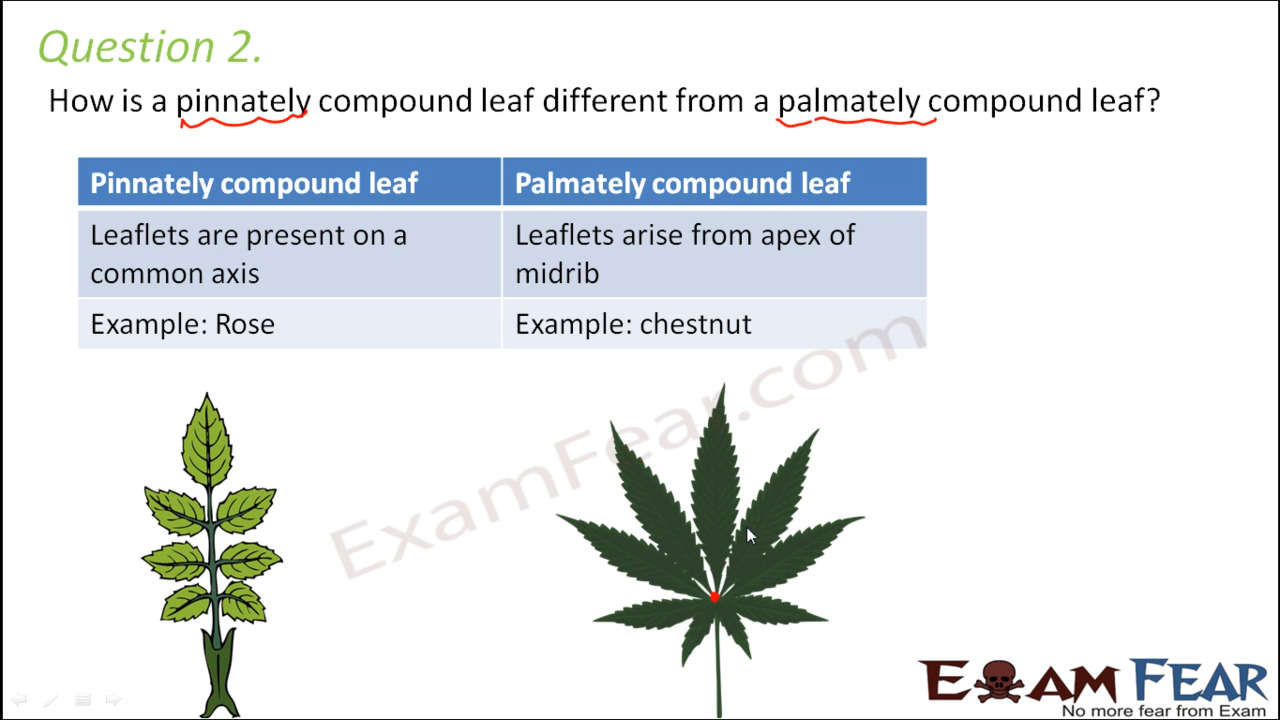 Question 2.
How is a pinnately compound leaf different from a palmately compound leaf?
Pinnately compound leaf
Palmately compound leaf
Leaflets are present on a
common axis
Leaflets arise from apex of
midrib
Example: Rose
Example: chestnut
ExamFear.com
EXAM FEAR
No more fear from Exam